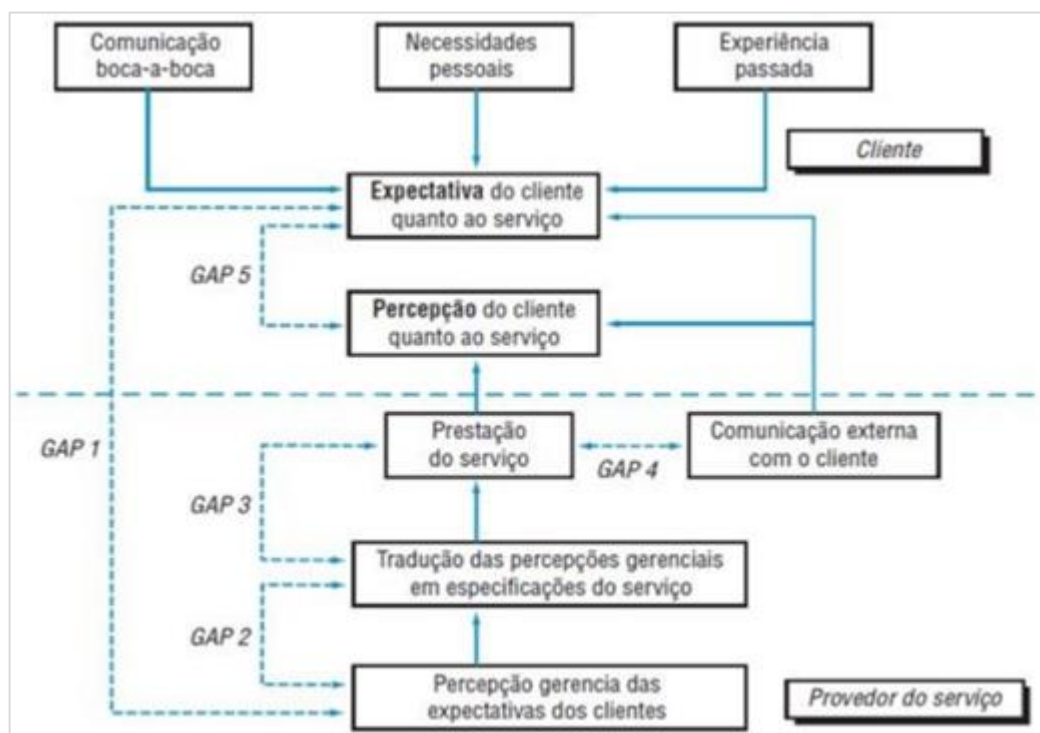 Comunicação
boca-a-boca
Necessidades
pessoais
Experiência
passada
Cliente
Expectativa do cliente
quanto ao serviço
GAP 5
Percepção do cliente
quanto ao serviço
GAP 1
Prestação
do serviço
GAP 4
Comunicação externa
com o cliente
GAP 3
Tradução das percepções gerenciais
em especificações do serviço
GAP 2
Percepção gerencia das
expectativas dos clientes
Provedor do serviço